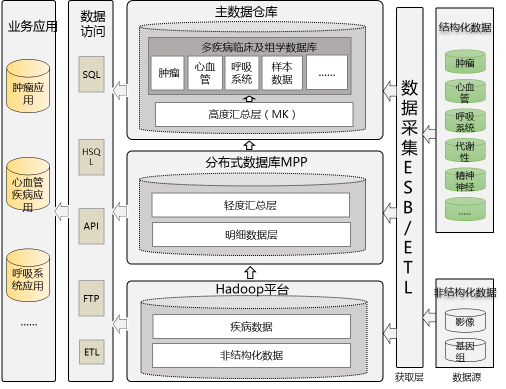 业务应用
肿瘤应
用
心血管
疾病应
用
呼吸系
统应用
……
数据
访问
SQL
HSQ
L
API
FTP
ETL
主数据仓库
多疾病临床及组学数据库
肿瘤
心血
管
呼吸
系统
样本
数据
……
高度汇总层（MK）
分布式数据库MPP
轻度汇总层
明细数据层
Hadoop平台
疾病数据
非结构化数据
数据采集ESB/ETL
获取层
结构化数据
肿瘤
心血
管
呼吸
系统
代谢
性
精神
神经
…..
非结构化数据
影像
基因
组
数据源